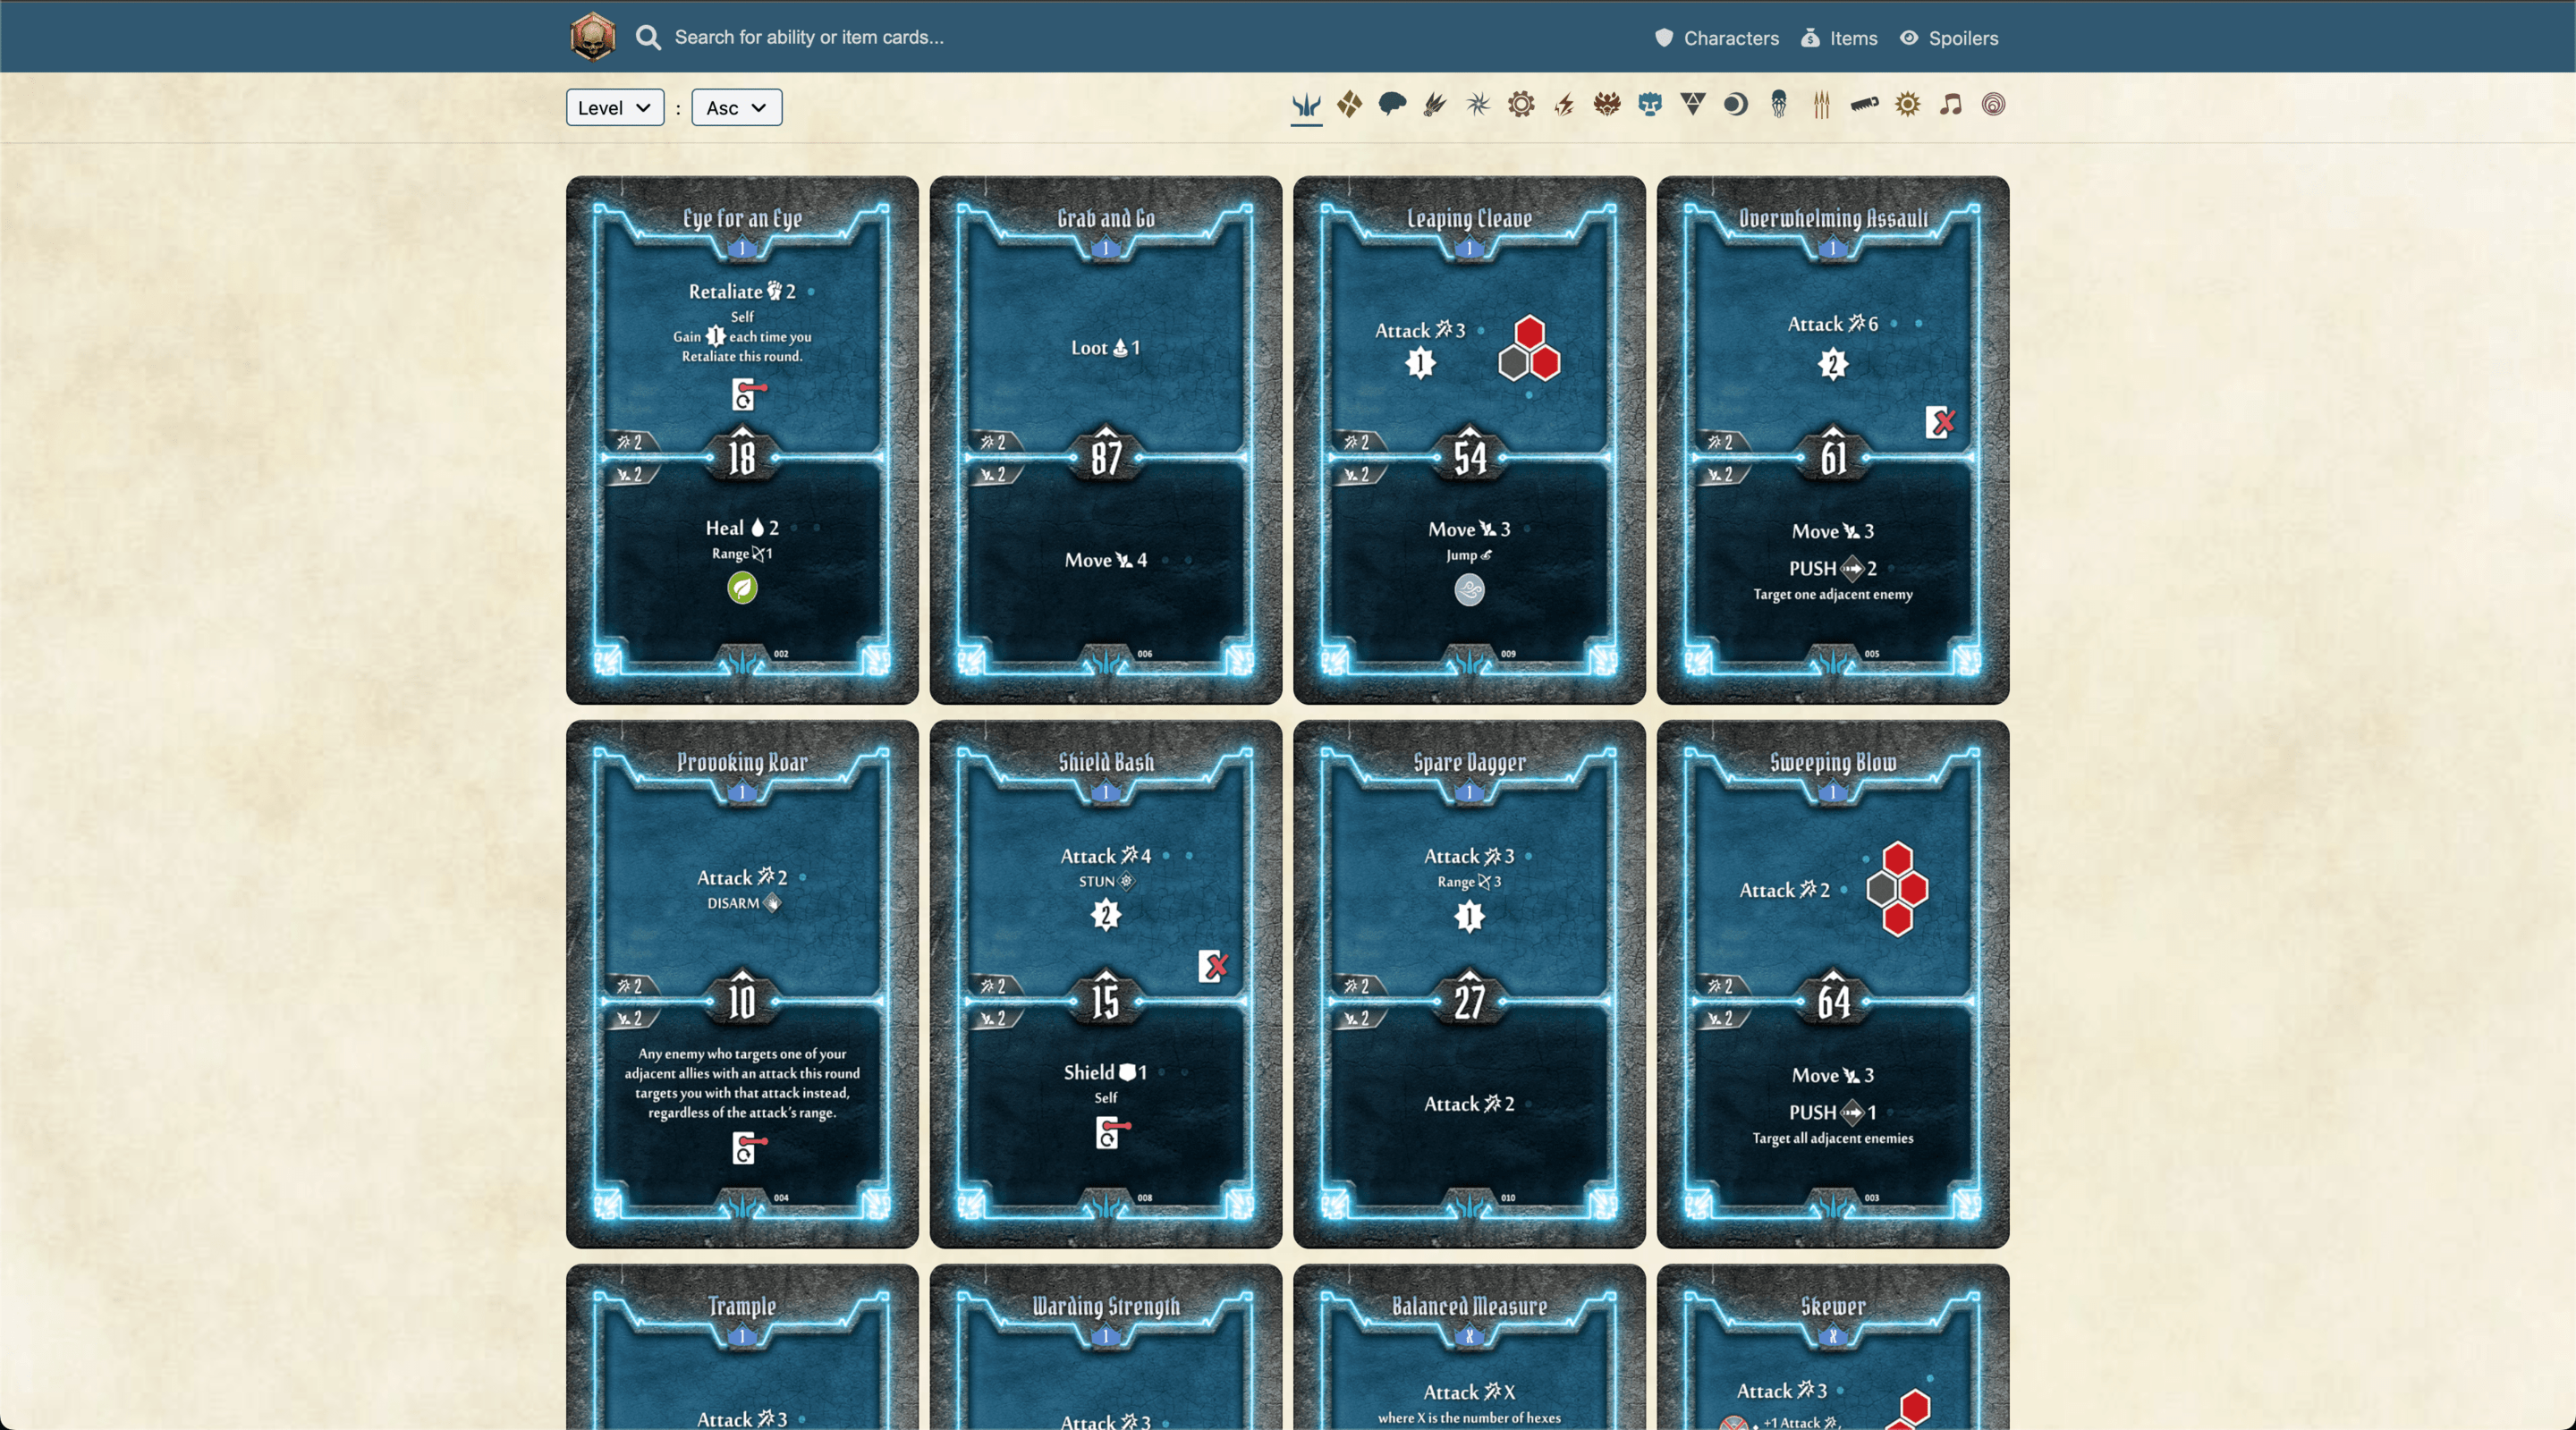 Search for ability or item cards...
Characters
Items
Spoilers
Level
:
Asc
Eye for an Eye
1
Retaliate 2
Self
Gain 1 each time you
Retaliate this round.
2
18
2
Heal 2
Range 1
002
Grab and Go
1
Loot 1
2
87
2
Move 4
006
Leaping Cleave
1
Attack 3
1
2
54
2
Move 3
Jump
009
Overwhelming Assault
1
Attack 6
2
2
61
2
Move 3
PUSH 2
Target one adjacent enemy
005
Provoking Roar
1
Attack 2
DISARM
2
10
2
Any enemy who targets one of your
adjacent allies with an attack this round
targets you with that attack instead,
regardless of the attack's range.
004
Shield Bash
1
Attack 4
STUN
2
2
15
2
Shield 1
Self
008
Spare Dagger
1
Attack 3
Range 3
1
2
27
2
Attack 2
010
Sweeping Blow
1
Attack 2
2
64
2
Move 3
PUSH 1
Target all adjacent enemies
003
Trample
1
Attack 3
Warding Strength
1
Attack 3
Balanced Measure
X
Attack X
where X is the number of hexes
Skewer
X
Attack 3
+1 Attack ,